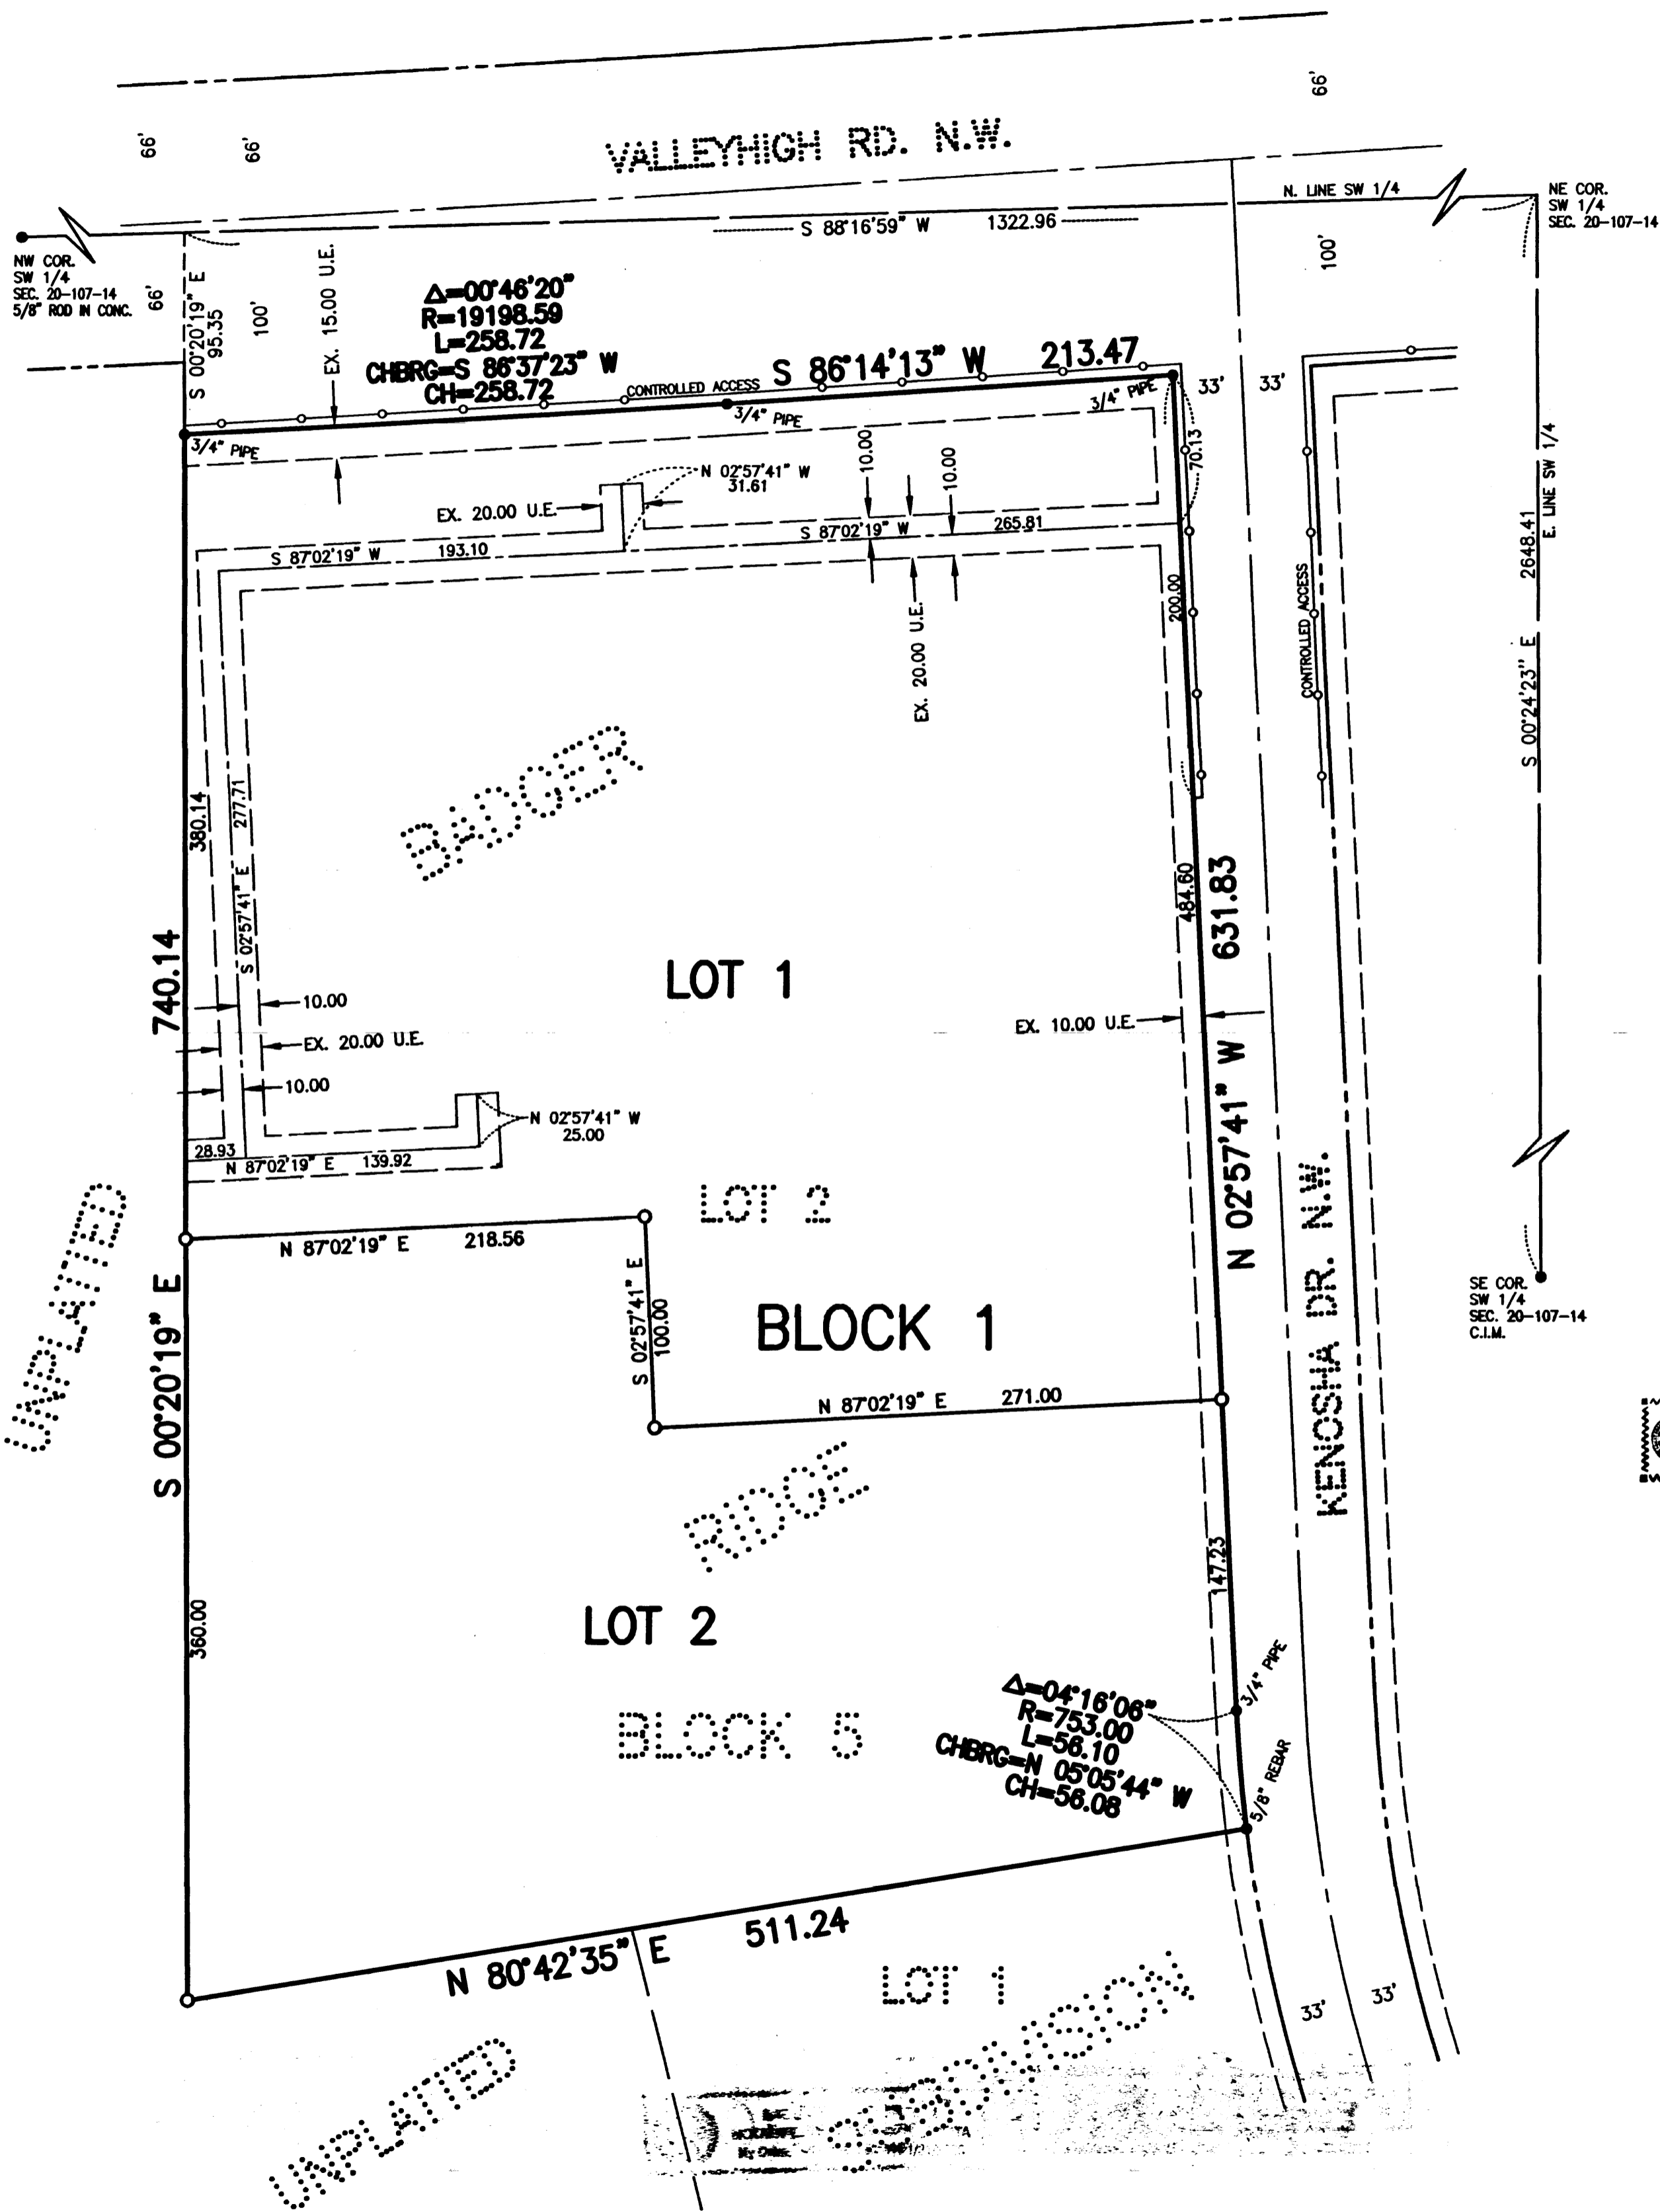 66'
66'
66'
VALLEYHIGH RD. N.W.
N. LINE SW 1/4
NE COR.
SW 1/4
SEC. 20-107-14
S 88°16'59" W 1322.96
NW COR.
SW 1/4
SEC. 20-107-14
5/8" ROD IN CONC.
66'
S 00°20'19" E
95.35
100'
EX. 15.00 U.E.
100'
Δ=00°46'20"
R=19198.59
L=258.72
CHBRG=S 86°37'23" W
CH=258.72
CONTROLLED ACCESS
S 86°14'13" W 213.47
3/4" PIPE
3/4" PIPE
3/4" PIPE
33'
33'
70.13
N 02°57'41" W
31.61
10.00
10.00
EX. 20.00 U.E.
S 87°02'19" W 193.10
S 87°02'19" W 265.81
EX. 20.00 U.E.
200.00
CONTROLLED ACCESS
S 00°24'23" E 2648.41
E. LINE SW 1/4
BADGER
380.14
S 02°57'41" E 277.71
LOT 1
484.60
N 02°57'41" W 631.83
740.14
10.00
EX. 20.00 U.E.
10.00
EX. 10.00 U.E.
N 02°57'41" W
25.00
28.93
N 87°02'19" E 139.92
LOT 2
UNPLATTED
N 87°02'19" E 218.56
S 02°57'41" E
100.00
BLOCK 1
S 00°20'19" E
KENOSHA DR. N.W.
SE COR.
SW 1/4
SEC. 20-107-14
C.I.M.
N 87°02'19" E 271.00
RIDGE
147.23
360.00
LOT 2
BLOCK 5
Δ=04°16'06"
R=753.00
L=56.10
CHBRG=N 05°05'44" W
CH=56.08
3/4" PIPE
5/8" REBAR
N 80°42'35" E 511.24
LOT 1
33'
33'
SUBDIVISION
UNPLATTED